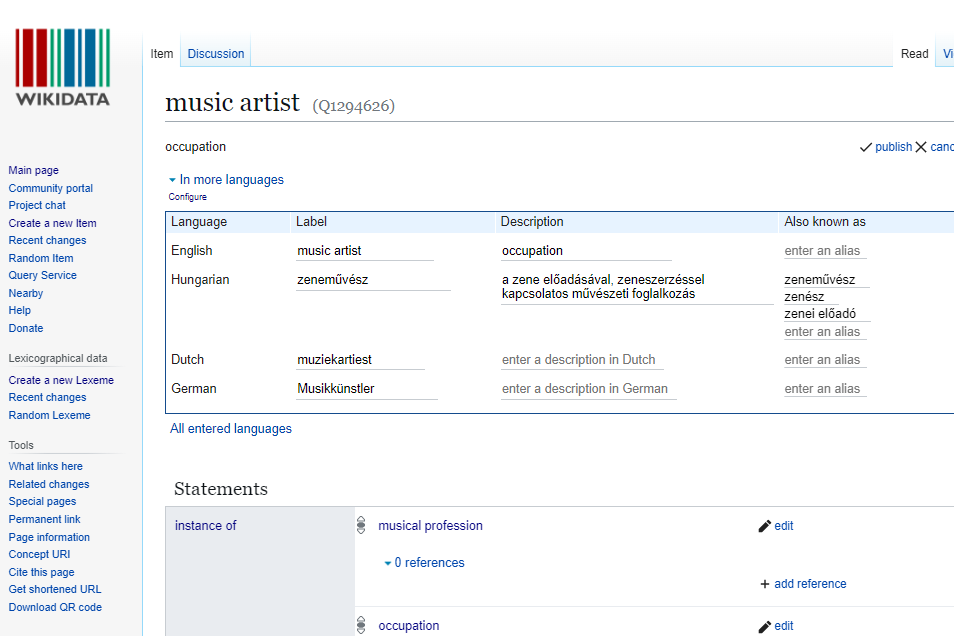 WIKIDATA
Main page
Community portal
Project chat
Create a new Item
Recent changes
Random Item
Query Service
Nearby
Help
Donate
Lexicographical data
Create a new Lexeme
Recent changes
Random Lexeme
Tools
What links here
Related changes
Special pages
Permanent link
Page information
Concept URI
Cite this page
Get shortened URL
Download QR code
Item Discussion Read
music artist (Q1294626)
occupation publish
In more languages
Configure
Language Label Description Also known as
English music artist occupation enter an alias
Hungarian zeneművész a zene előadásával, zeneszerzéssel zeneművész
kapcsolatos művészeti foglalkozás zenész
zenei előadó
enter an alias
Dutch muziekartiest enter a description in Dutch enter an alias
German Musikkünstler enter a description in German enter an alias
All entered languages
Statements
instance of musical profession edit
0 references
+ add reference
occupation edit